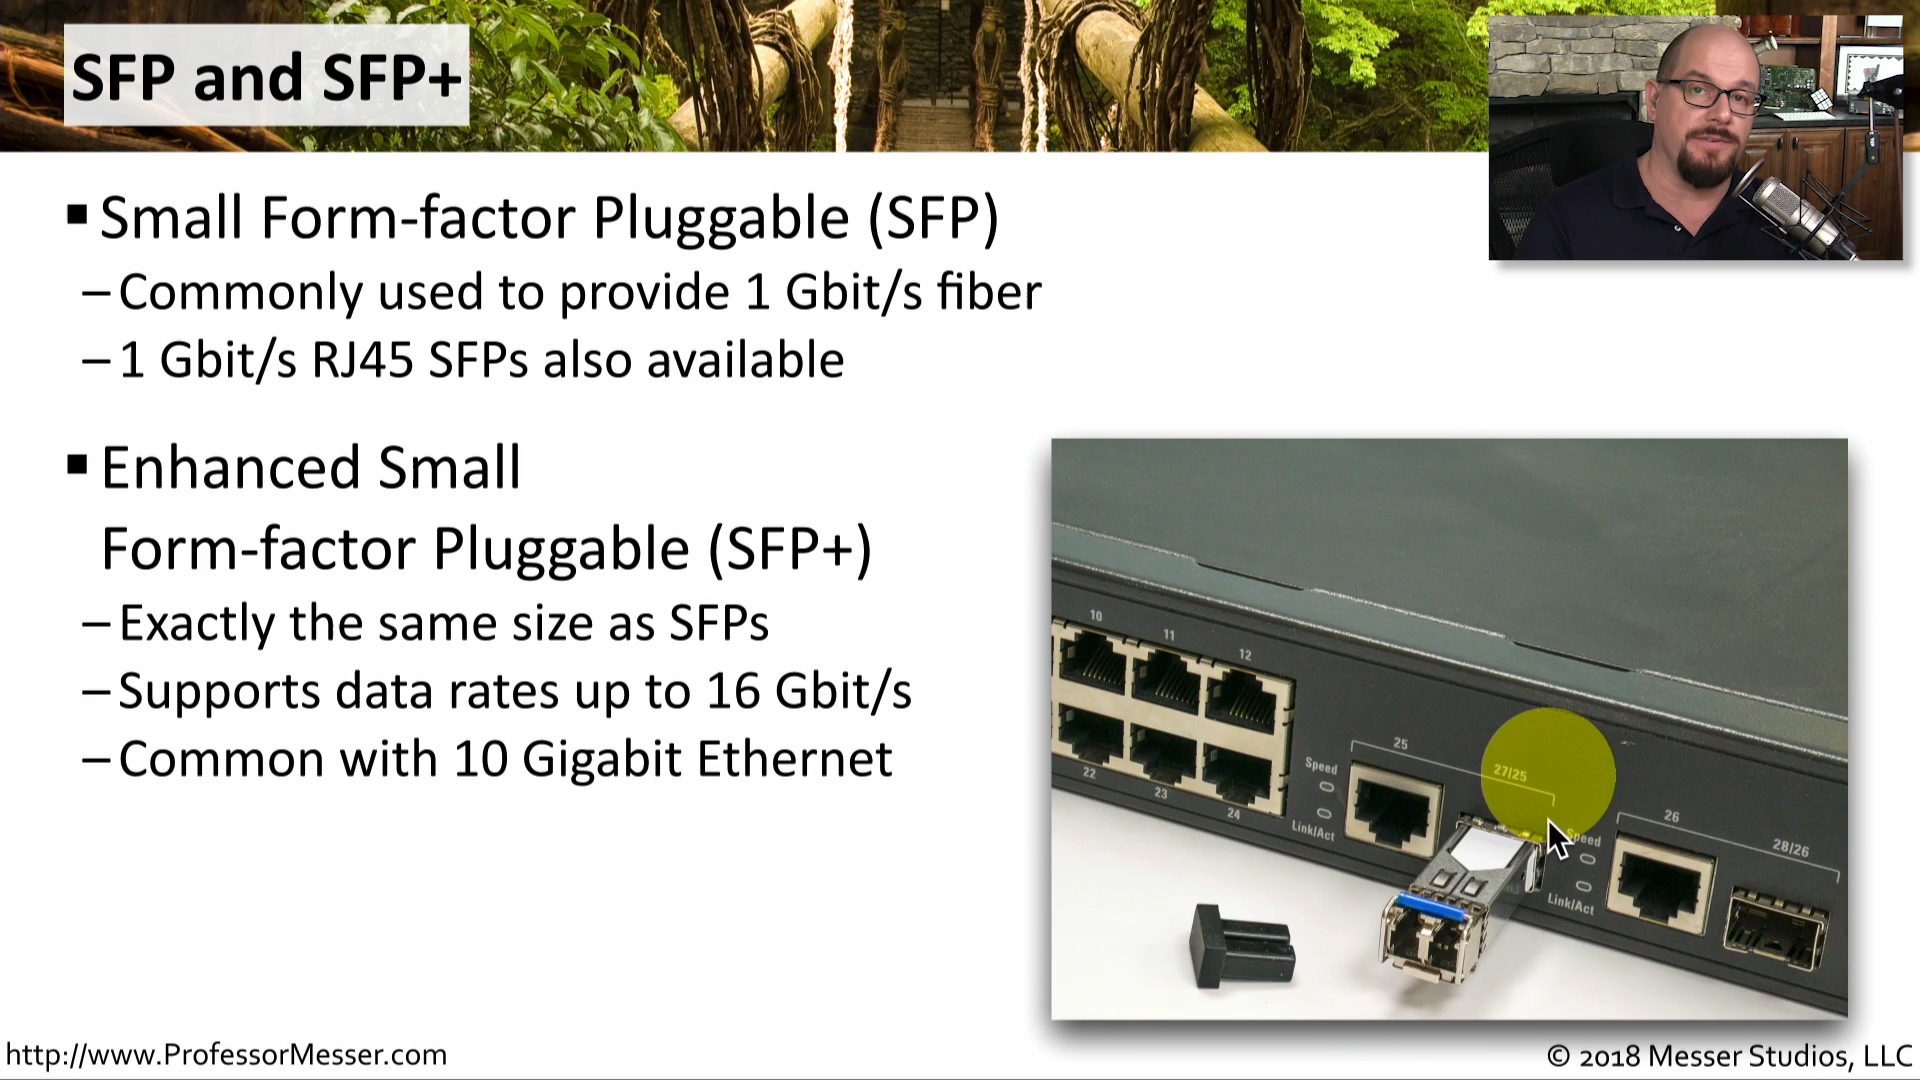 SFP and SFP+
▪ Small Form-factor Pluggable (SFP)
– Commonly used to provide 1 Gbit/s fiber
– 1 Gbit/s RJ45 SFPs also available
▪ Enhanced Small
Form-factor Pluggable (SFP+)
– Exactly the same size as SFPs
– Supports data rates up to 16 Gbit/s
– Common with 10 Gigabit Ethernet
10
11
12
22
23
24
25
27/25
Speed
Link/Act
26
28/26
Speed
Link/Act
http://www.ProfessorMesser.com
© 2018 Messer Studios, LLC